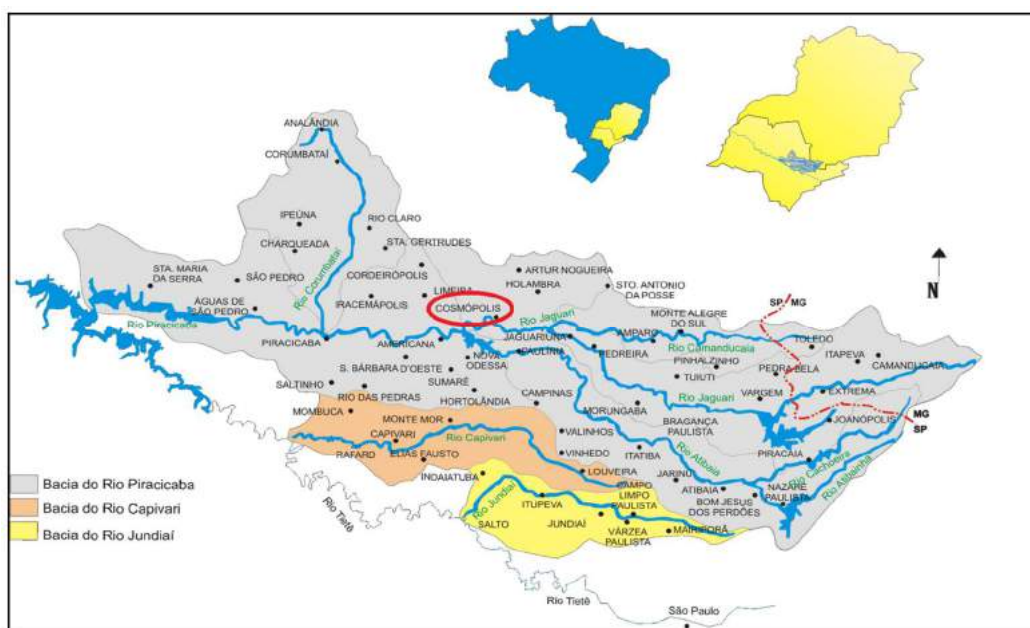 ANALÂNDIA
CORUMBATAÍ
IPEÚNA
RIO CLARO
CHARQUEADA
STA. GERTRUDES
STA. MARIA
DA SERRA
SÃO PEDRO
Rio Corumbataí
CORDEIRÓPOLIS
ARTUR NOGUEIRA
HOLAMBRA
STO. ANTONIO
DA POSSE
SP
MG
N
LIMEIRA
IRACEMÁPOLIS
COSMÓPOLIS
ÁGUAS DE
SÃO PEDRO
Rio Piracicaba
Rio Jaguari
MONTE ALEGRE
DO SUL
AMPARO
JAGUARIÚNA
PIRACICABA
AMERICANA
PAULÍNIA
PEDREIRA
Rio Camanducaia
TOLEDO
ITAPEVA
CAMANDUCAIA
PINHALZINHO
PEDRA BELA
NOVA
ODESSA
S. BÁRBARA D'OESTE
TUIUTI
SALTINHO
SUMARÉ
RIO DAS PEDRAS
HORTOLÂNDIA
CAMPINAS
Rio Jaguari
VARGEM
EXTREMA
MOMBUCA
MONTE MOR
MORUNGABA
BRAGANÇA
PAULISTA
JOANÓPOLIS
MG
SP
CAPIVARI
Rio Capivari
VALINHOS
RAFARD
ELIAS FAUSTO
VINHEDO
ITATIBA
Rio Atibaia
PIRACAIA
Rio Cachoeira
Rio Atibainha
INDAIATUBA
LOUVEIRA
JARINU
ATIBAIA
NAZARÉ
PAULISTA
BOM JESUS
DOS PERDÕES
CAMPO
LIMPO
PAULISTA
Rio Jundiaí
ITUPEVA
SALTO
JUNDIAÍ
VÁRZEA
PAULISTA
MAIRIPORÃ
Bacia do Rio Piracicaba
Bacia do Rio Capivari
Bacia do Rio Jundiaí
Rio Tietê
Rio Tietê
São Paulo